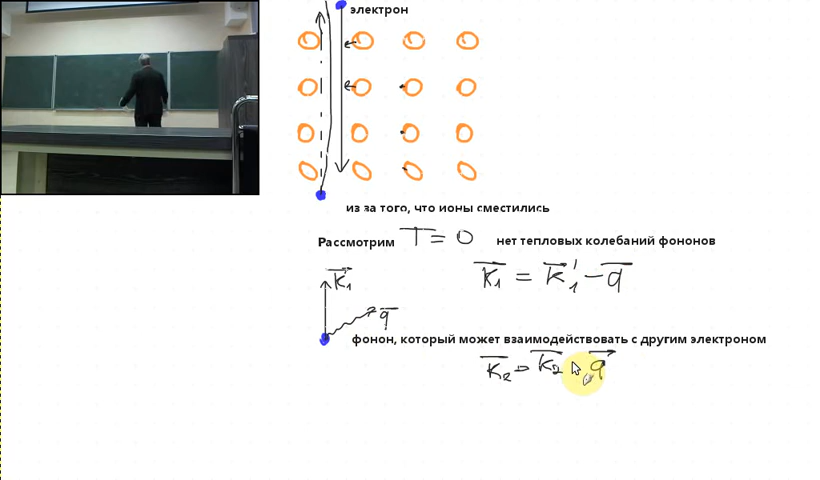 электрон
из за того, что ионы сместились
Рассмотрим T = 0 нет тепловых колебаний фононов
K₁ = K₁' − q
K₁
q
фонон, который может взаимодействовать с другим электроном
K₂ = K₂ q